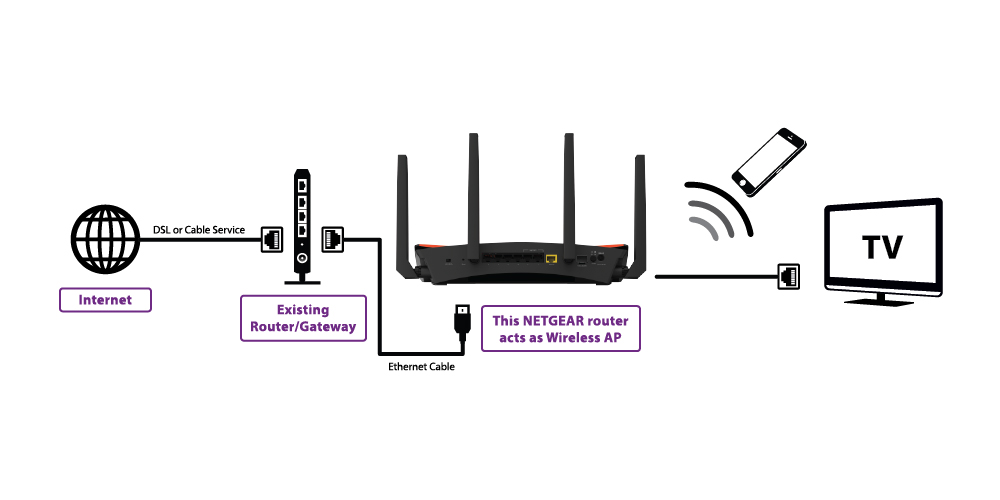 DSL or Cable Service
Internet
Existing
Router/Gateway
Ethernet Cable
This NETGEAR router
acts as Wireless AP
TV